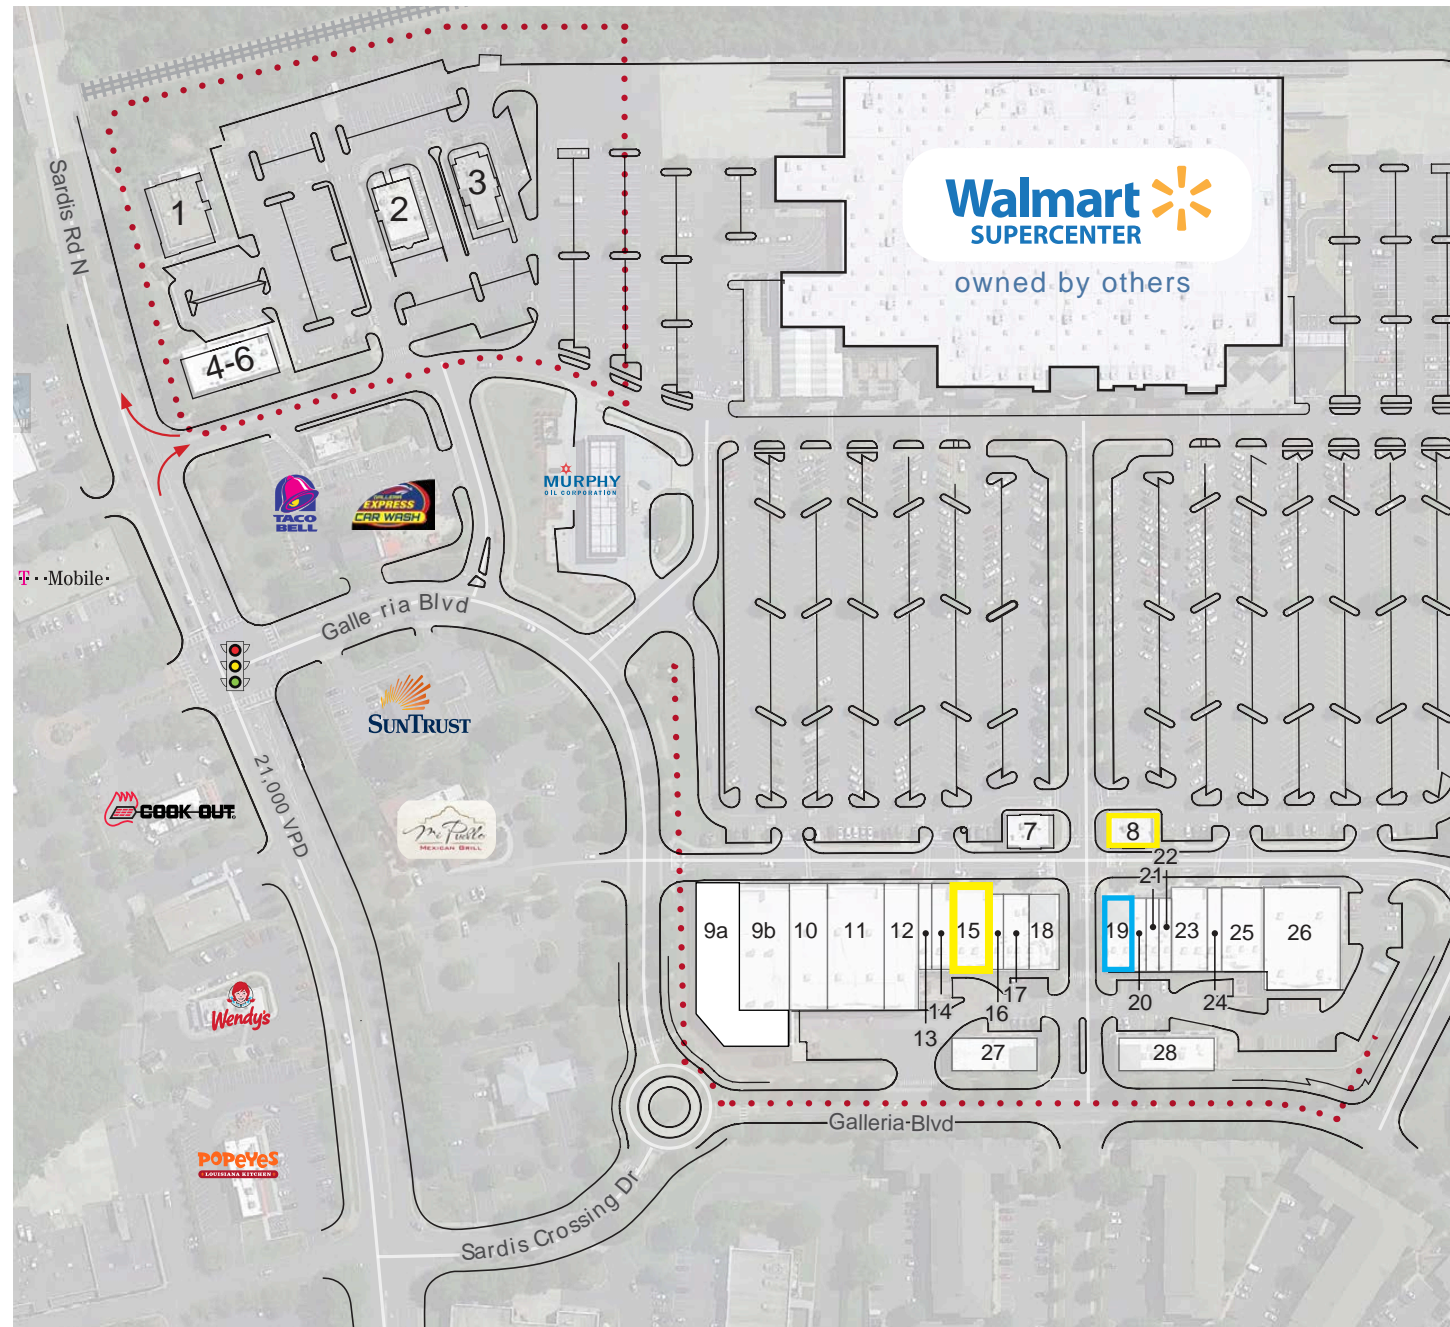 Sardis Rd N
1
2
3
4-6
Walmart
SUPERCENTER
owned by others
TACO
BELL
GALLERIA
EXPRESS
CAR WASH
MURPHY
OIL CORPORATION
T··Mobile·
Galleria Blvd
SUNTRUST
21,000 VPD
COOK OUT
Mi Pueblo
MEXICAN GRILL
7
8
22
21
9a
9b
10
11
12
15
18
19
23
25
26
17
14
16
13
20
24
27
28
Wendy's
POPEYES
LOUISIANA KITCHEN
Galleria Blvd
Sardis Crossing Dr